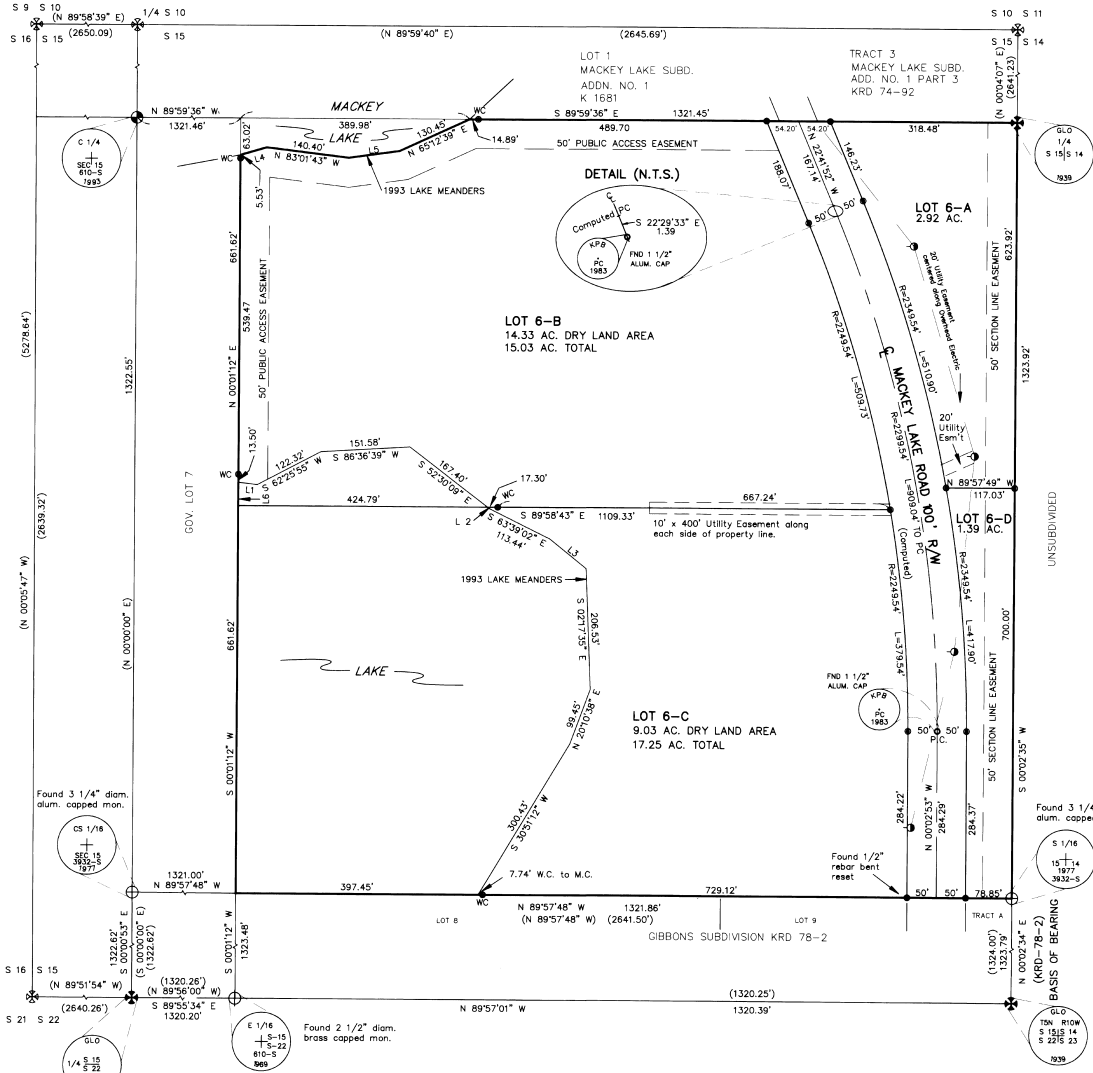 S 9 S 10
(N 89°58'39" E)
1/4 S 10
S 10 S 11
S 16 S 15
(2650.09)
S 15
(N 89°59'40" E)
(2645.69')
S 15 S 14
LOT 1
MACKEY LAKE SUBD.
ADDN. NO. 1
K 1681
TRACT 3
MACKEY LAKE SUBD.
ADD. NO. 1 PART 3
KRD 74-92
N 00°04'07" E)
(2641.23)
N 89°59'36" W.
1321.46'
MACKEY
LAKE
389.98'
S 89°59'36" E
1321.45'
489.70
54.20'
54.20'
318.48'
C 1/4
SEC 15
610-S
1993
GLO
1/4
S 15 S 14
1939
63.02'
WC
L4
5.53'
140.40'
N 83°01'43" W
L5
130.45'
N 65°12'39" E
WC
14.89'
50' PUBLIC ACCESS EASEMENT
1993 LAKE MEANDERS
188.07'
N 22°41'52" W
167.14'
146.23'
50'
50'
DETAIL (N.T.S.)
℄
Computed PC
S 22°29'33" E
1.39
KPB
PC
1983
FND 1 1/2"
ALUM. CAP
LOT 6-A
2.92 AC.
623.92'
50' SECTION LINE EASEMENT
20' Utility Easement
centered along Overhead Electric
661.62'
539.47
N 00°01'12" E
50' PUBLIC ACCESS EASEMENT
LOT 6-B
14.33 AC. DRY LAND AREA
15.03 AC. TOTAL
R=2249.54'
L=509.73'
R=2349.54'
L=510.90'
℄ MACKEY LAKE ROAD 100' R/W
R=2299.54'
L=909.04' TO PC
(Computed)
1323.92'
(5278.64')
1322.55'
20'
Utility
Esm't
13.50'
WC
L1
L6
122.32'
S 62°25'55" W
151.58'
S 86°36'39" W
167.40'
S 52°30'09" E
17.30'
WC
N 89°57'49" W
117.03'
424.79'
L 2
S 89°58'43" E
1109.33'
667.24'
10' x 400' Utility Easement along
each side of property line.
LOT 6-D
1.39 AC.
GOV. LOT 7
UNSUBDIVIDED
S 63°39'02" E
113.44'
L3
1993 LAKE MEANDERS
S 02°17'35" E
206.53'
R=2249.54'
L=379.54'
R=2349.54'
L=417.90'
700.00'
(N 00°05'47" W)
(2639.32')
(N 00°00'00" E)
661.62'
LAKE
FND 1 1/2"
ALUM. CAP
KPB
PC
1983
50'
50'
P.C.
50' SECTION LINE EASEMENT
99.45'
N 20°10'38" E
LOT 6-C
9.03 AC. DRY LAND AREA
17.25 AC. TOTAL
S 00°01'12" W
S 00°02'35" W
Found 3 1/4" diam.
alum. capped mon.
Found 3 1/4
alum. capped
CS 1/16
SEC 15
3932-S
1977
S 1/16
15 14
1977
3932-S
300.43'
S 30°51'12" W
284.22'
N 00°02'53" W
284.29'
284.37'
Found 1/2"
rebar bent
reset
1321.00'
N 89°57'48" W
397.45'
7.74' W.C. to M.C.
WC
729.12'
50'
50'
78.85'
N 89°57'48" W
1321.86'
(N 89°57'48" W)
(2641.50')
LOT 8
LOT 9
TRACT A
GIBBONS SUBDIVISION KRD 78-2
1322.62'
S 00°00'53" E
(S 00°00'00" E)
(1322.62')
S 00°01'12" W
1323.48'
(1324.00')
1323.79'
N 00°02'34" E
(KRD-78-2)
BASIS OF BEARING
S 16 S 15
(N 89°51'54" W)
(2640.26')
(1320.26')
(N 89°56'00" W)
S 89°55'34" E
1320.20'
N 89°57'01" W
(1320.25')
1320.39'
S 21 S 22
GLO
1/4 S 15
S 22
E 1/16
S-15
S-22
610-S
1969
Found 2 1/2" diam.
brass capped mon.
GLO
T5N R10W
S 15 S 14
S 22 S 23
1939